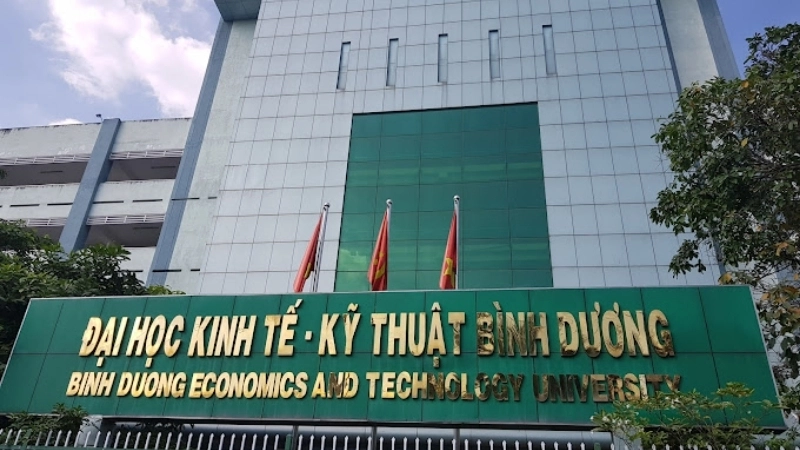 ĐẠI HỌC KINH TẾ - KỸ THUẬT BÌNH DƯƠNG
BINH DUONG ECONOMICS AND TECHNOLOGY UNIVERSITY